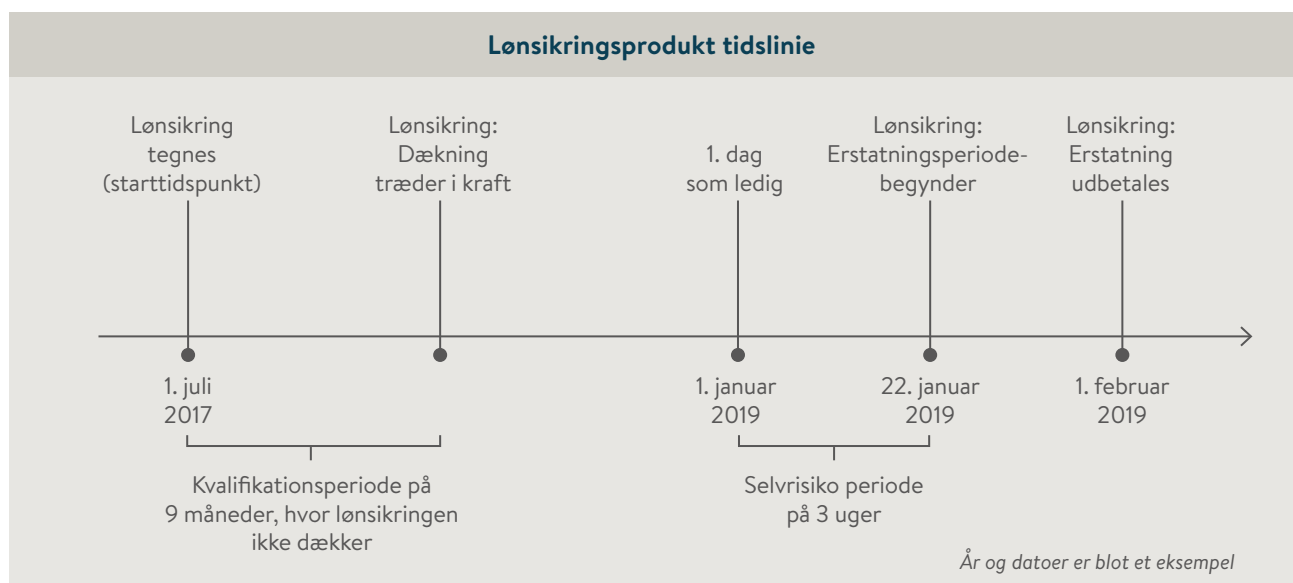 Lønsikringsprodukt tidslinie
Lønsikring
tegnes
(starttidspunkt)
Lønsikring:
Dækning
træder i kraft
1. dag
som ledig
Lønsikring:
Erstatningsperiode-
begynder
Lønsikring:
Erstatning
udbetales
1. juli
2017
1. januar
2019
22. januar
2019
1. februar
2019
Kvalifikationsperiode på
9 måneder, hvor lønsikringen
ikke dækker
Selvrisiko periode
på 3 uger
År og datoer er blot et eksempel